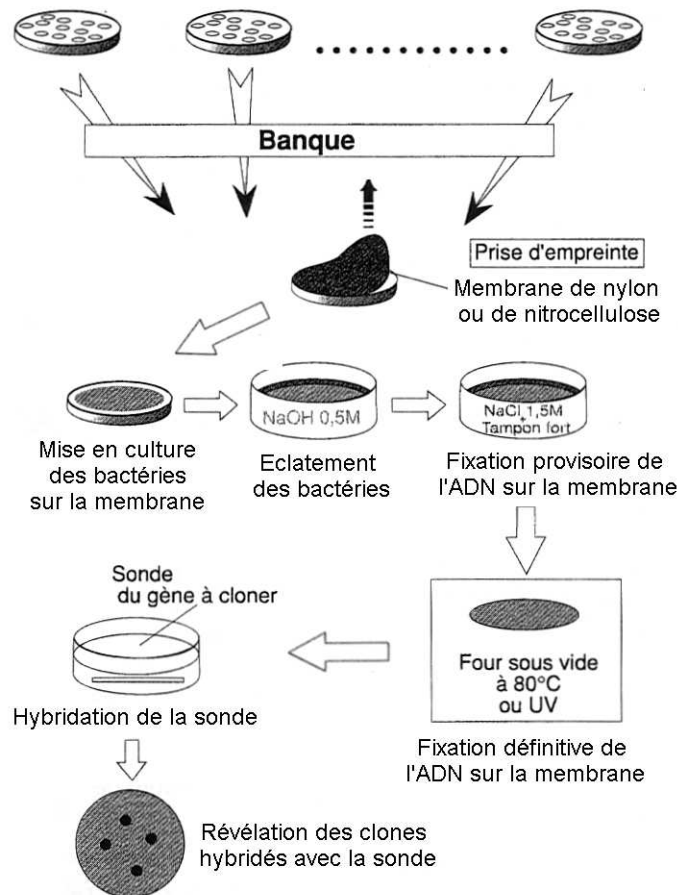 Banque
Prise d'empreinte
Membrane de nylon
ou de nitrocellulose
NaOH 0,5M
NaCl 1,5M
+
Tampon fort
Mise en culture
des bactéries
sur la membrane
Eclatement
des bactéries
Fixation provisoire de
l'ADN sur la membrane
Sonde
du gène à cloner
Four sous vide
à 80°C
ou UV
Hybridation de la sonde
Fixation définitive de
l'ADN sur la membrane
Révélation des clones
hybridés avec la sonde